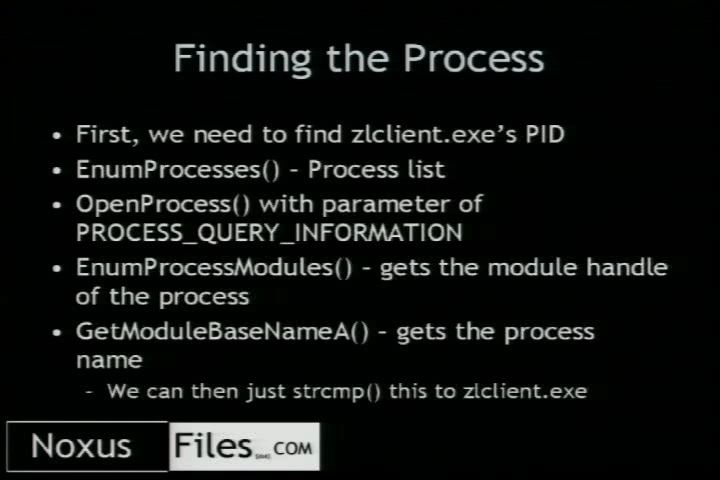 Finding the Process
• First, we need to find zlclient.exe's PID
• EnumProcesses() – Process list
• OpenProcess() with parameter of
PROCESS_QUERY_INFORMATION
• EnumProcessModules() – gets the module handle
of the process
• GetModuleBaseNameA() – gets the process
name
– We can then just strcmp() this to zlclient.exe
Noxus Files .COM